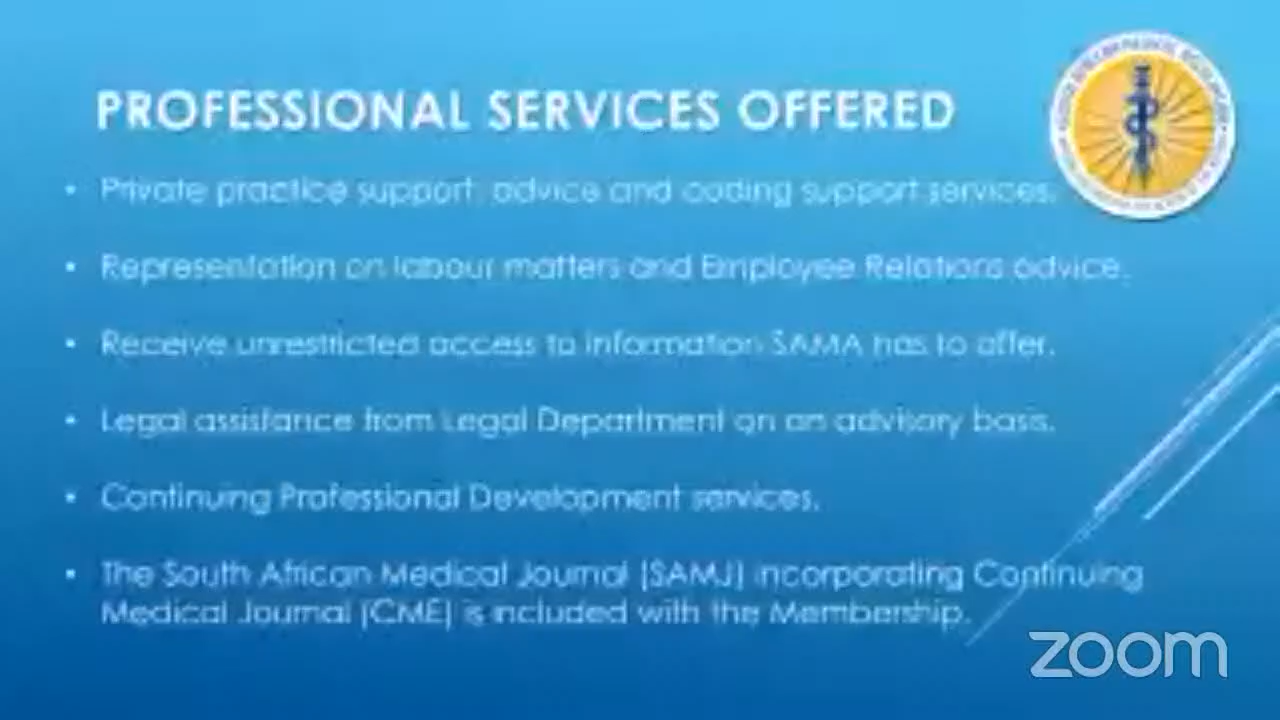 PROFESSIONAL SERVICES OFFERED
• Private practice support: advice and coding support services.
• Representation on labour matters and Employee Relations advice.
• Receive unrestricted access to information SAMA has to offer.
• Legal assistance from Legal Department on an advisory basis.
• Continuing Professional Development services.
• The South African Medical Journal (SAMJ) incorporating Continuing
Medical Journal (CME) is included with the Membership.
zoom